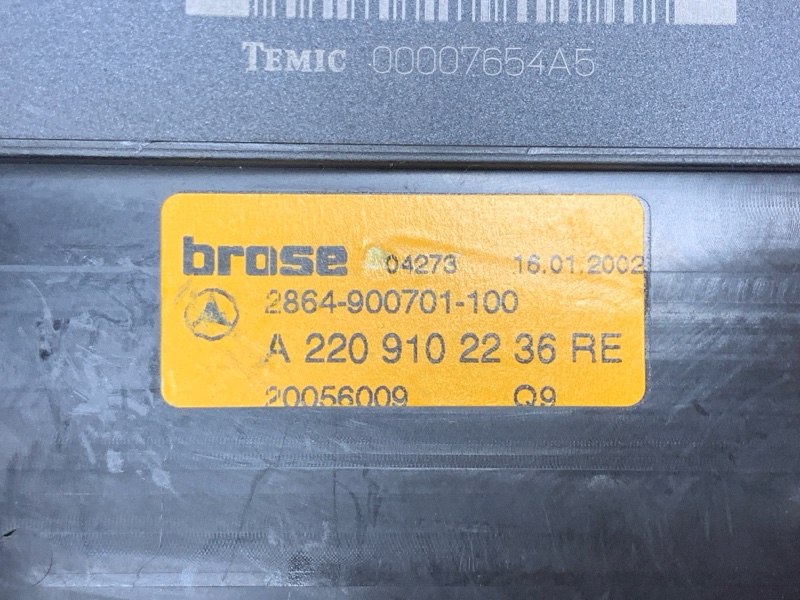 TEMIC 00007654A5
brose 04273 16.01.2002
2864-900701-100
A 220 910 22 36 RE
20056009 Q9